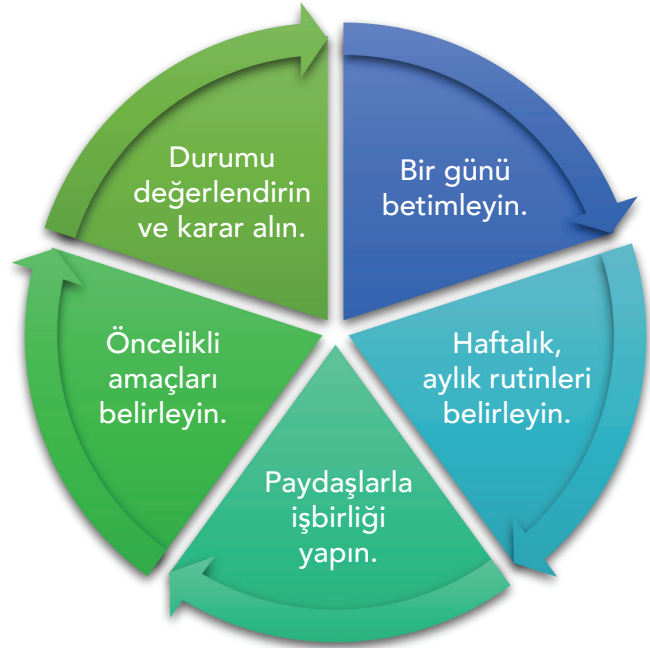 Bir günü
betimleyin.
Haftalık,
aylık rutinleri
belirleyin.
Paydaşlarla
işbirliği
yapın.
Öncelikli
amaçları
belirleyin.
Durumu
değerlendirin
ve karar alın.